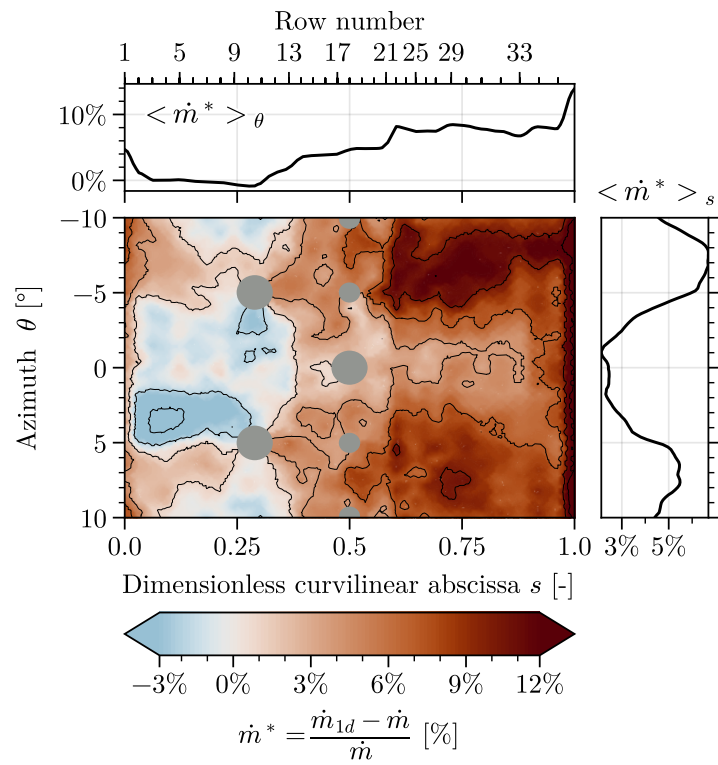 Row number
1 5 9 13 17 21 25 29 33
10%
< ṁ* >θ
0%
< ṁ* >s
−10
−5
0
5
10
Azimuth θ [°]
0.0 0.25 0.5 0.75 1.0
3% 5%
Dimensionless curvilinear abscissa s [-]
−3% 0% 3% 6% 9% 12%
ṁ* = (ṁ1d − ṁ) / ṁ [%]